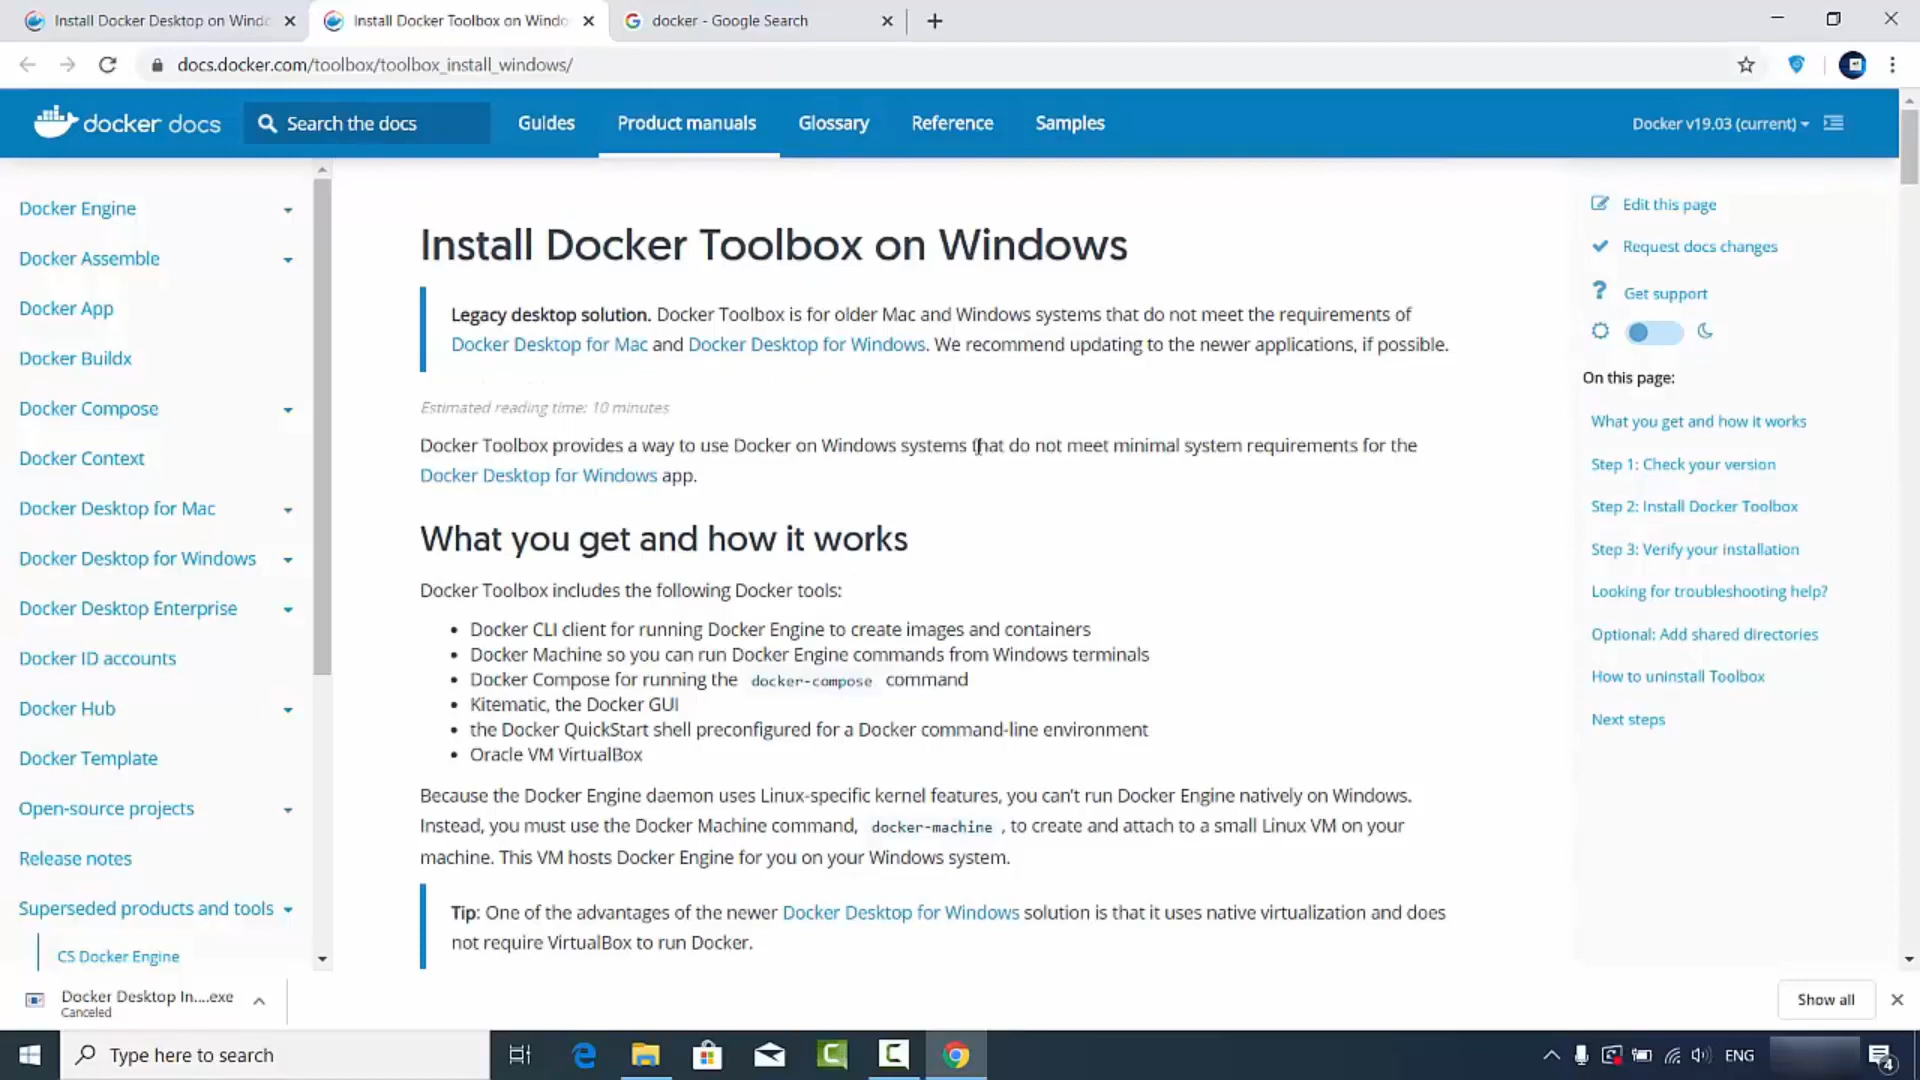 Install Docker Desktop on Windo
Install Docker Toolbox on Windo
docker - Google Search
docs.docker.com/toolbox/toolbox_install_windows/
docker docs
Search the docs
Guides
Product manuals
Glossary
Reference
Samples
Docker v19.03 (current)
Docker Engine
Docker Assemble
Docker App
Docker Buildx
Docker Compose
Docker Context
Docker Desktop for Mac
Docker Desktop for Windows
Docker Desktop Enterprise
Docker ID accounts
Docker Hub
Docker Template
Open-source projects
Release notes
Superseded products and tools
CS Docker Engine
Install Docker Toolbox on Windows
Legacy desktop solution. Docker Toolbox is for older Mac and Windows systems that do not meet the requirements of
Docker Desktop for Mac and Docker Desktop for Windows. We recommend updating to the newer applications, if possible.
Estimated reading time: 10 minutes
Docker Toolbox provides a way to use Docker on Windows systems that do not meet minimal system requirements for the
Docker Desktop for Windows app.
What you get and how it works
Docker Toolbox includes the following Docker tools:
• Docker CLI client for running Docker Engine to create images and containers
• Docker Machine so you can run Docker Engine commands from Windows terminals
• Docker Compose for running the docker-compose command
• Kitematic, the Docker GUI
• the Docker QuickStart shell preconfigured for a Docker command-line environment
• Oracle VM VirtualBox
Because the Docker Engine daemon uses Linux-specific kernel features, you can't run Docker Engine natively on Windows.
Instead, you must use the Docker Machine command, docker-machine , to create and attach to a small Linux VM on your
machine. This VM hosts Docker Engine for you on your Windows system.
Tip: One of the advantages of the newer Docker Desktop for Windows solution is that it uses native virtualization and does
not require VirtualBox to run Docker.
Edit this page
Request docs changes
Get support
On this page:
What you get and how it works
Step 1: Check your version
Step 2: Install Docker Toolbox
Step 3: Verify your installation
Looking for troubleshooting help?
Optional: Add shared directories
How to uninstall Toolbox
Next steps
Docker Desktop In....exe
Canceled
Show all
Type here to search
ENG
4